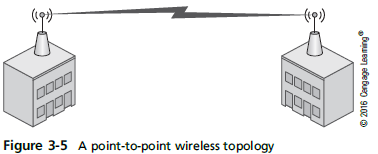 © 2016 Cengage Learning®
Figure 3-5 A point-to-point wireless topology